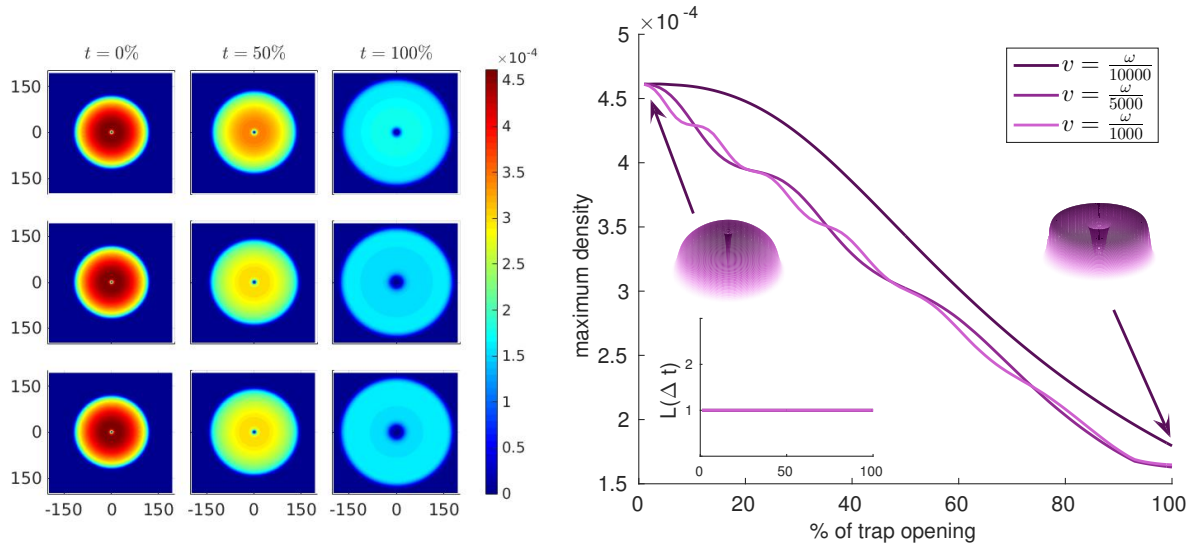 t = 0%
t = 50%
t = 100%
×10⁻⁴
150
0
150
150
0
150
150
0
150
-150 0 150
-150 0 150
-150 0 150
4.5
4
3.5
3
2.5
2
1.5
1
0.5
0
×10⁻⁴
5
4.5
4
3.5
3
2.5
2
1.5
maximum density
0 20 40 60 80 100
% of trap opening
v = ω/10000
v = ω/5000
v = ω/1000
L(Δ t)
2
1
0 50 100